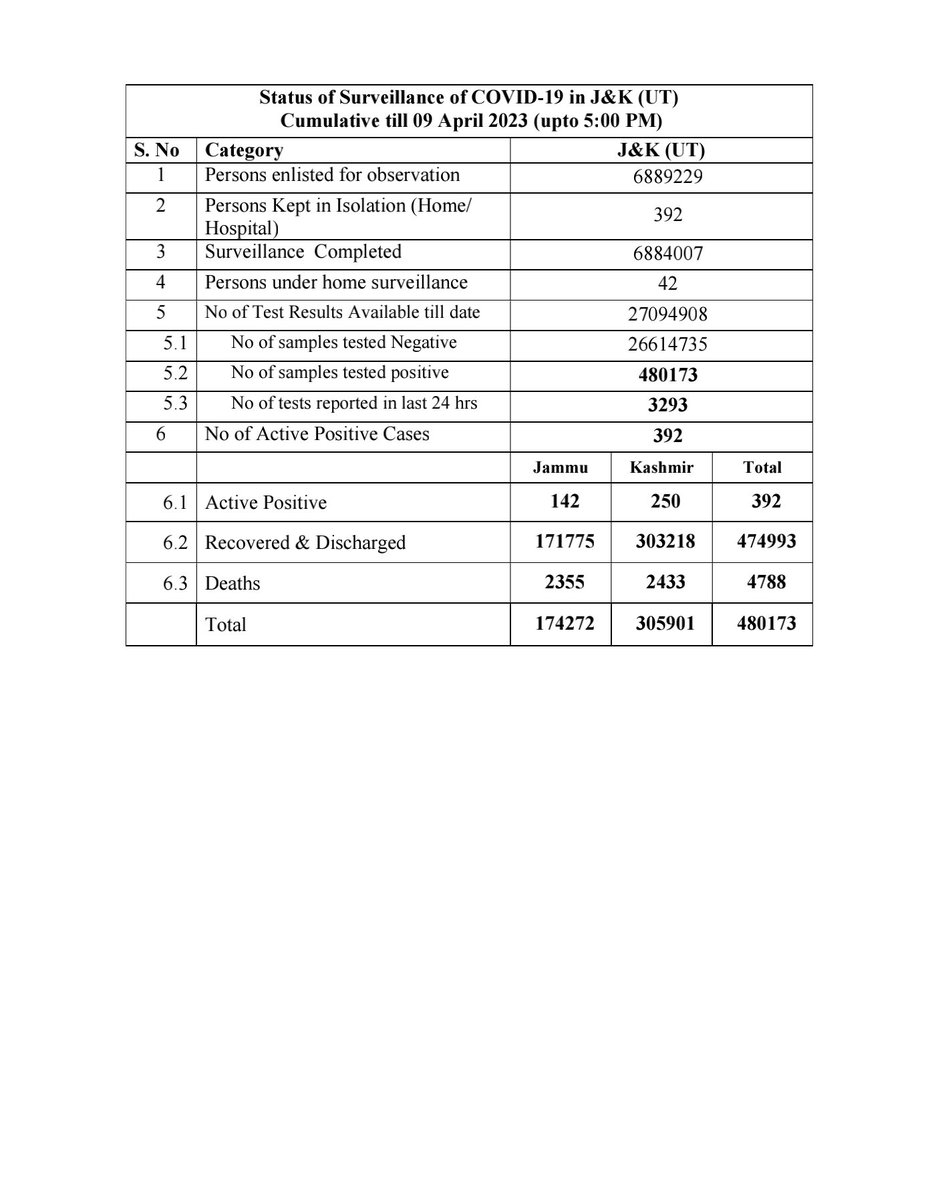 Status of Surveillance of COVID-19 in J&K (UT)
Cumulative till 09 April 2023 (upto 5:00 PM)
S. No Category J&K (UT)
1 Persons enlisted for observation 6889229
2 Persons Kept in Isolation (Home/
Hospital) 392
3 Surveillance Completed 6884007
4 Persons under home surveillance 42
5 No of Test Results Available till date 27094908
5.1 No of samples tested Negative 26614735
5.2 No of samples tested positive 480173
5.3 No of tests reported in last 24 hrs 3293
6 No of Active Positive Cases 392
Jammu Kashmir Total
6.1 Active Positive 142 250 392
6.2 Recovered & Discharged 171775 303218 474993
6.3 Deaths 2355 2433 4788
Total 174272 305901 480173